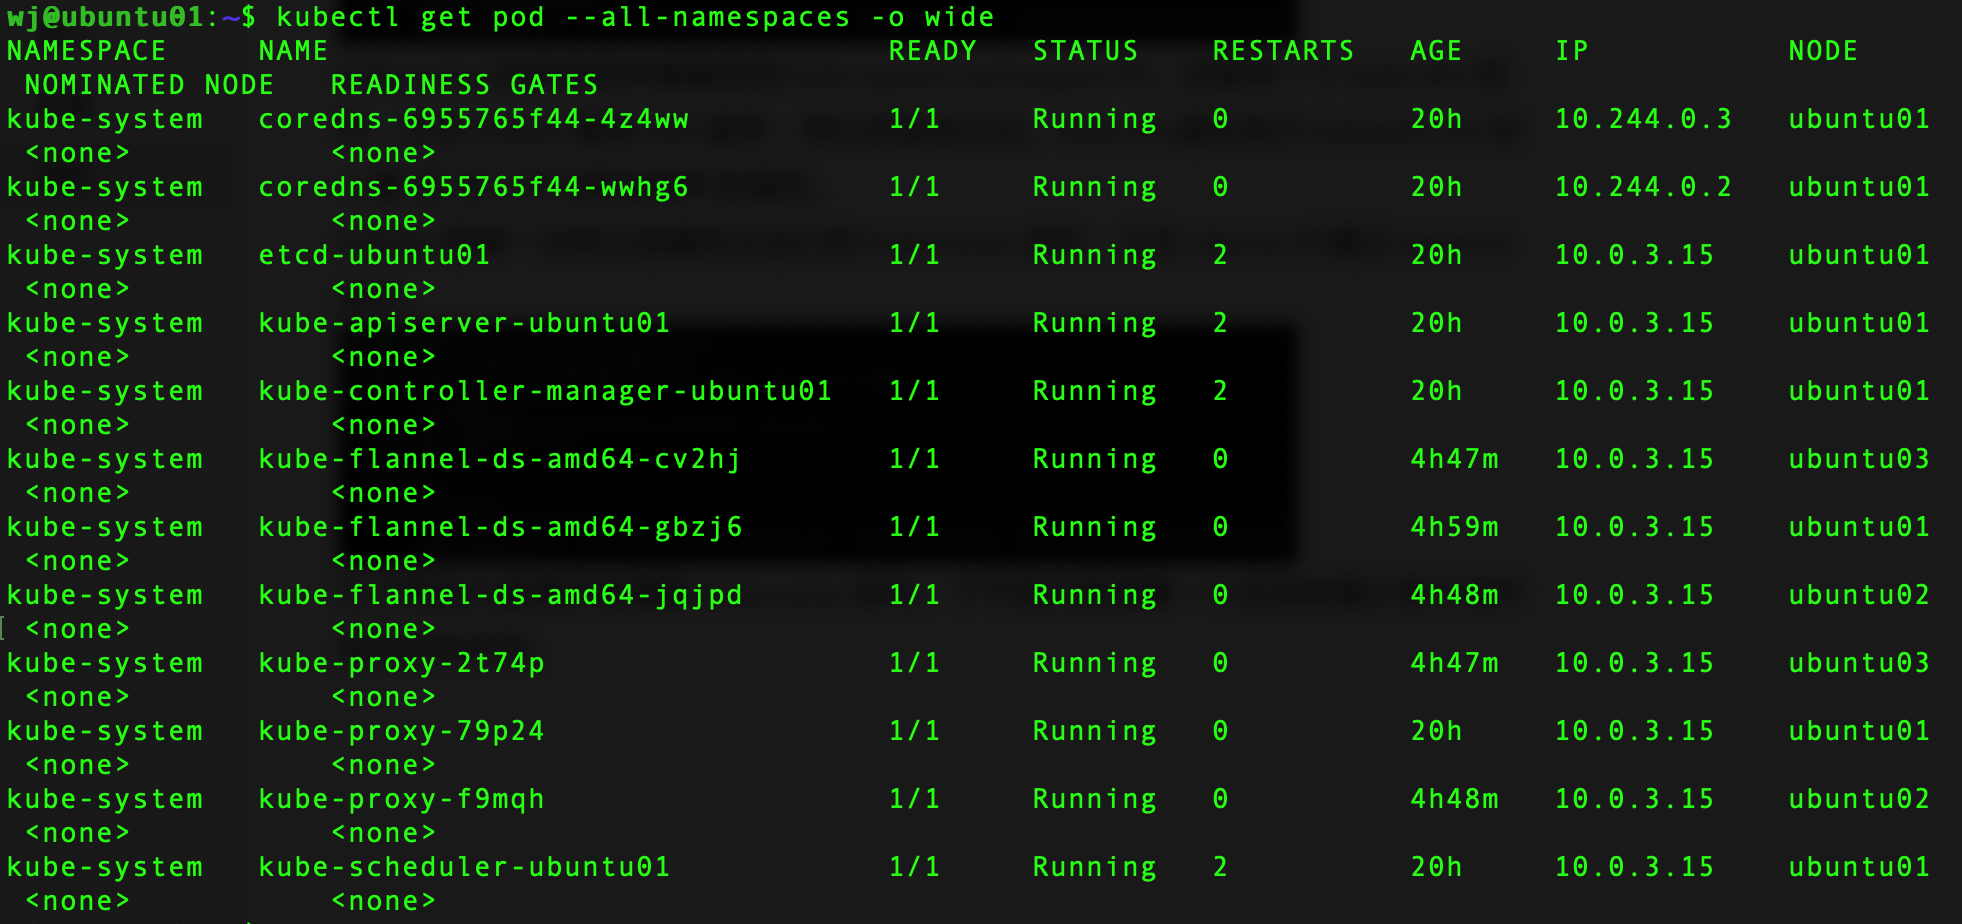 wj@ubuntu01:~$ kubectl get pod --all-namespaces -o wide
NAMESPACE NAME READY STATUS RESTARTS AGE IP NODE
NOMINATED NODE READINESS GATES
kube-system coredns-6955765f44-4z4ww 1/1 Running 0 20h 10.244.0.3 ubuntu01
<none> <none>
kube-system coredns-6955765f44-wwhg6 1/1 Running 0 20h 10.244.0.2 ubuntu01
<none> <none>
kube-system etcd-ubuntu01 1/1 Running 2 20h 10.0.3.15 ubuntu01
<none> <none>
kube-system kube-apiserver-ubuntu01 1/1 Running 2 20h 10.0.3.15 ubuntu01
<none> <none>
kube-system kube-controller-manager-ubuntu01 1/1 Running 2 20h 10.0.3.15 ubuntu01
<none> <none>
kube-system kube-flannel-ds-amd64-cv2hj 1/1 Running 0 4h47m 10.0.3.15 ubuntu03
<none> <none>
kube-system kube-flannel-ds-amd64-gbzj6 1/1 Running 0 4h59m 10.0.3.15 ubuntu01
<none> <none>
kube-system kube-flannel-ds-amd64-jqjpd 1/1 Running 0 4h48m 10.0.3.15 ubuntu02
<none> <none>
kube-system kube-proxy-2t74p 1/1 Running 0 4h47m 10.0.3.15 ubuntu03
<none> <none>
kube-system kube-proxy-79p24 1/1 Running 0 20h 10.0.3.15 ubuntu01
<none> <none>
kube-system kube-proxy-f9mqh 1/1 Running 0 4h48m 10.0.3.15 ubuntu02
<none> <none>
kube-system kube-scheduler-ubuntu01 1/1 Running 2 20h 10.0.3.15 ubuntu01
<none> <none>